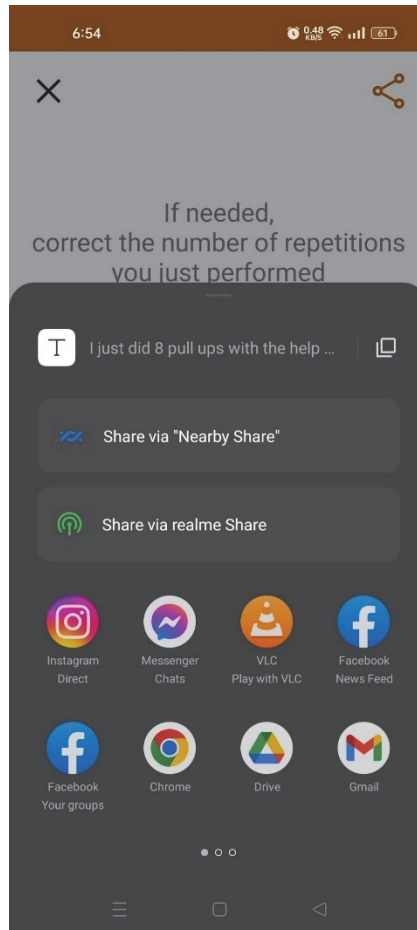 6:54
0.48
KB/S
61
If needed,
correct the number of repetitions
you just performed
T
I just did 8 pull ups with the help ...
Share via "Nearby Share"
Share via realme Share
Instagram
Direct
Messenger
Chats
VLC
Play with VLC
Facebook
News Feed
Facebook
Your groups
Chrome
Drive
Gmail